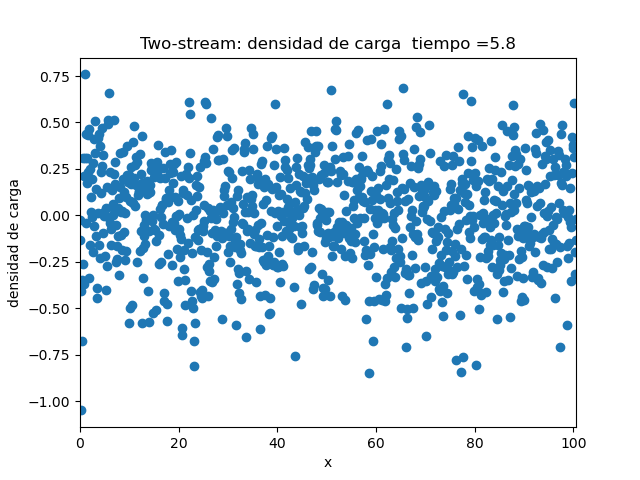 Two-stream: densidad de carga  tiempo =5.8
0.75
0.50
0.25
0.00
−0.25
−0.50
−0.75
−1.00
densidad de carga
0 20 40 60 80 100
x